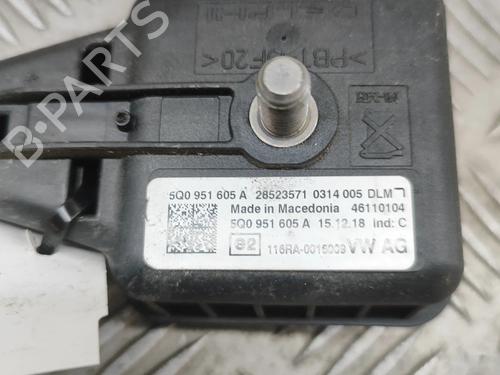 >PBT-GF20<
B-PARTS
5Q0 951 605 A 28523571 0314 005 DLM
Made in Macedonia 46110104
5Q0 951 605 A 15.12.18 ind: C
e2 116RA-0015009 VW AG